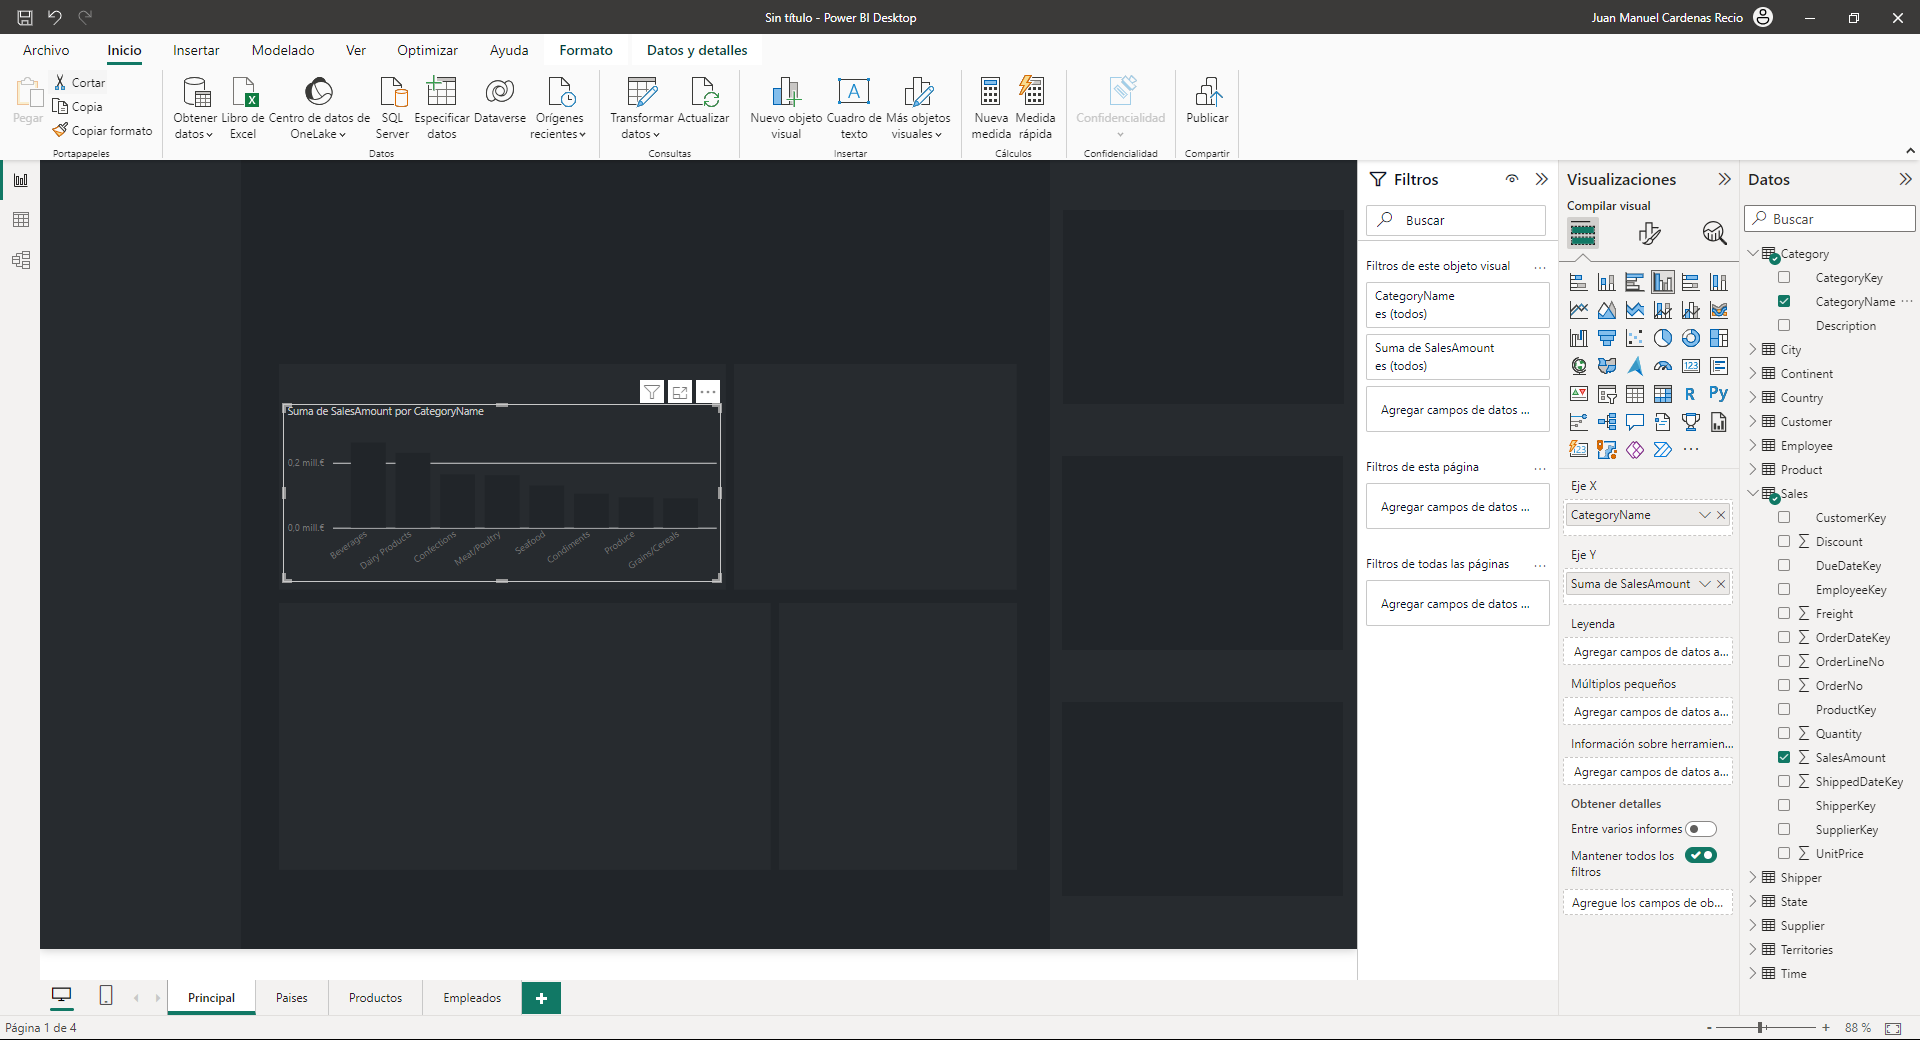 Sin título - Power BI Desktop
Juan Manuel Cardenas Recio
Archivo
Inicio
Insertar
Modelado
Ver
Optimizar
Ayuda
Formato
Datos y detalles
Pegar
Cortar
Copia
Copiar formato
Portapapeles
Obtener datos
Libro de Excel
Centro de datos de OneLake
SQL Server
Especificar datos
Dataverse
Orígenes recientes
Datos
Transformar datos
Actualizar
Consultas
Nuevo objeto visual
Cuadro de texto
Más objetos visuales
Insertar
Nueva medida
Medida rápida
Cálculos
Confidencialidad
Confidencialidad
Publicar
Compartir
Suma de SalesAmount por CategoryName
0,2 mill.€
0,0 mill.€
Beverages
Dairy Products
Confections
Meat/Poultry
Seafood
Condiments
Produce
Grains/Cereals
Filtros
Buscar
Filtros de este objeto visual
CategoryName
es (todos)
Suma de SalesAmount
es (todos)
Agregar campos de datos ...
Filtros de esta página
Agregar campos de datos ...
Filtros de todas las páginas
Agregar campos de datos ...
Visualizaciones
Compilar visual
123
R
Py
123
Eje X
CategoryName
Eje Y
Suma de SalesAmount
Leyenda
Agregar campos de datos a...
Múltiplos pequeños
Agregar campos de datos a...
Información sobre herramien...
Agregar campos de datos a...
Obtener detalles
Entre varios informes
Mantener todos los
filtros
Agregue los campos de ob...
Datos
Buscar
Category
CategoryKey
CategoryName
Description
City
Continent
Country
Customer
Employee
Product
Sales
CustomerKey
Discount
DueDateKey
EmployeeKey
Freight
OrderDateKey
OrderLineNo
OrderNo
ProductKey
Quantity
SalesAmount
ShippedDateKey
ShipperKey
SupplierKey
UnitPrice
Shipper
State
Supplier
Territories
Time
Principal
Paises
Productos
Empleados
Página 1 de 4
88 %